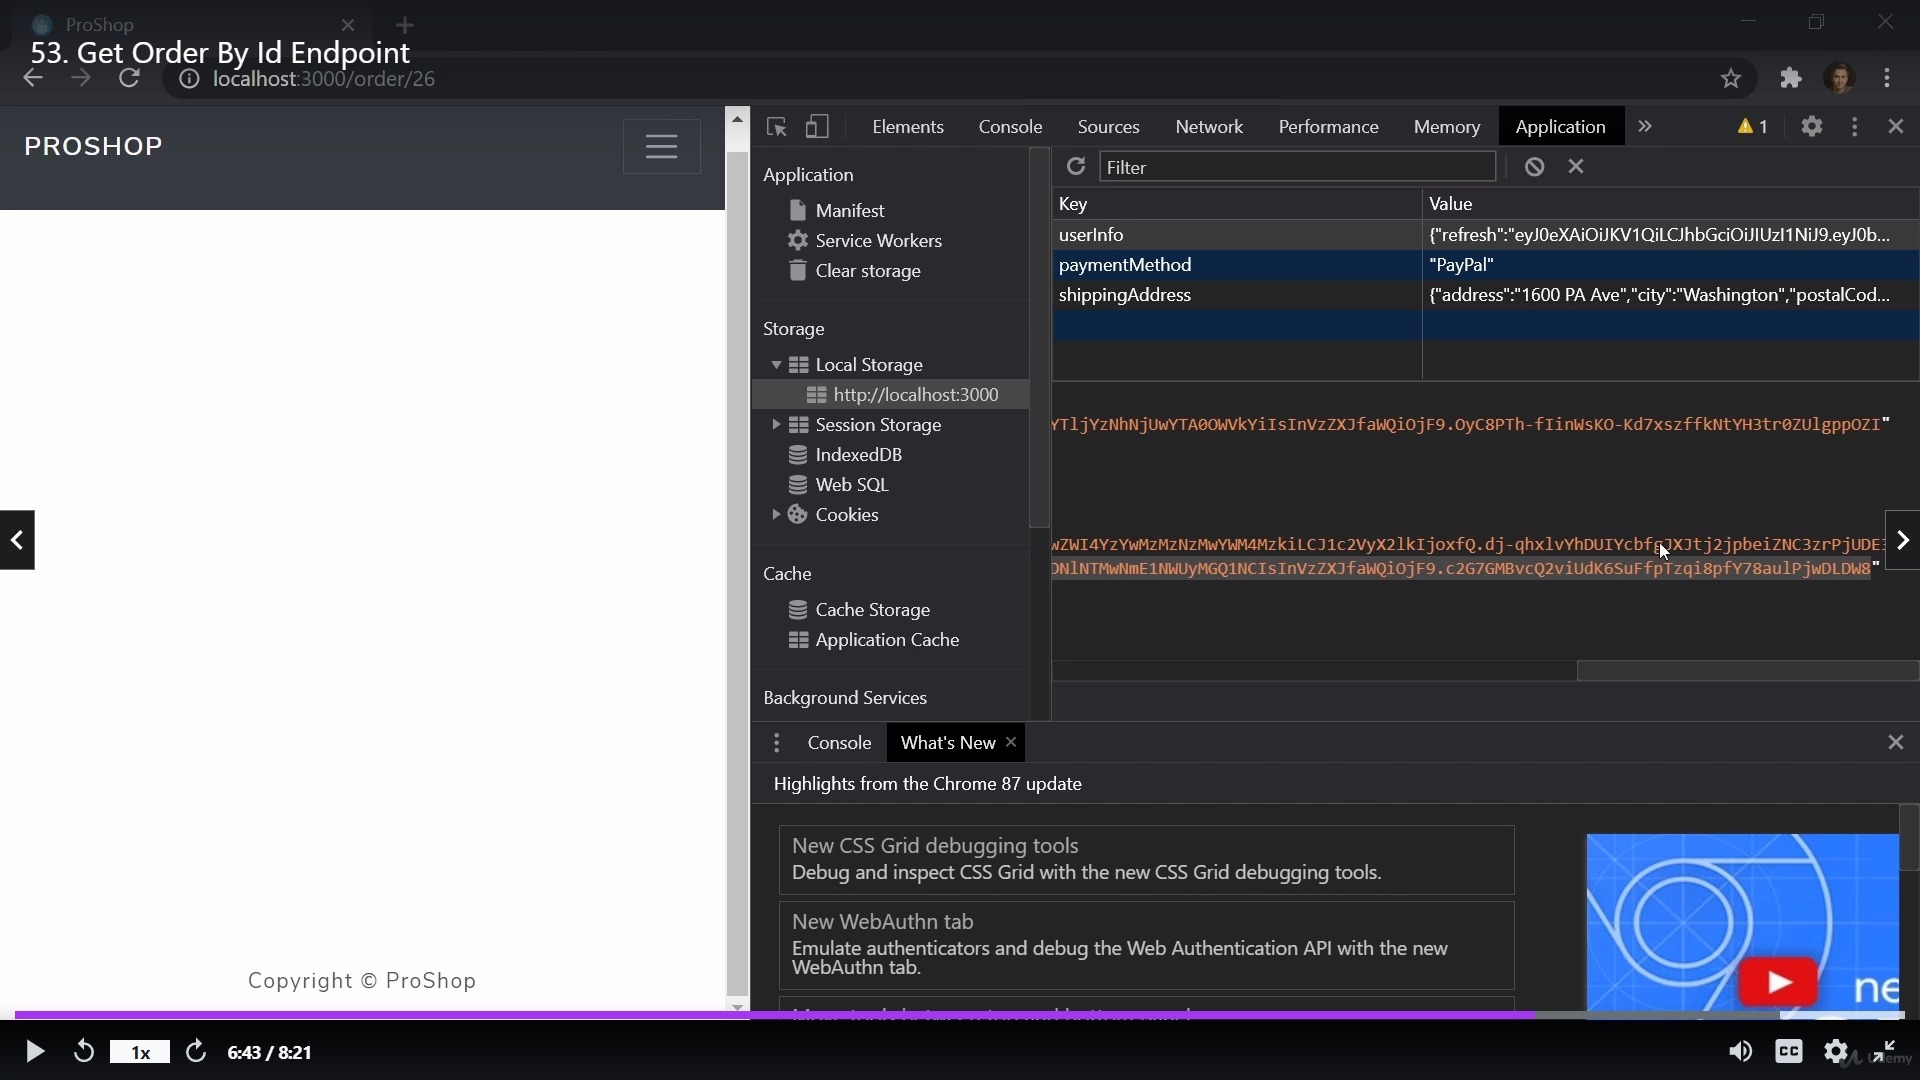 ProShop
53. Get Order By Id Endpoint
localhost:3000/order/26
PROSHOP
Copyright © ProShop
Elements Console Sources Network Performance Memory Application 1
Application
Manifest
Service Workers
Clear storage
Storage
Local Storage
http://localhost:3000
Session Storage
IndexedDB
Web SQL
Cookies
Cache
Cache Storage
Application Cache
Background Services
Filter
Key Value
userInfo {"refresh":"eyJ0eXAiOiJKV1QiLCJhbGciOiJIUzI1NiJ9.eyJ0b...
paymentMethod "PayPal"
shippingAddress {"address":"1600 PA Ave","city":"Washington","postalCod...
YTljYzNhNjUwYTA0OWVkYiIsInVzZXJfaWQiOjF9.OyC8PTh-fIinWsKO-Kd7xszffkNtYH3tr0ZUlgppOZI"
wZWI4YzYwMzMzNzMwYWM4MzkiLCJ1c2VyX2lkIjoxfQ.dj-qhxlvYhDUIYcbfgJXJtj2jpbeiZNC3zrPjUDE
DNlNTMwNmE1NWUyMGQ1NCIsInVzZXJfaWQiOjF9.c2G7GMBvcQ2viUdK6SuFfpTzqi8pfY78aulPjwDLDW8"
Console What's New
Highlights from the Chrome 87 update
New CSS Grid debugging tools
Debug and inspect CSS Grid with the new CSS Grid debugging tools.
New WebAuthn tab
Emulate authenticators and debug the Web Authentication API with the new
WebAuthn tab.
ne
1x 6:43 / 8:21
CC
Udemy